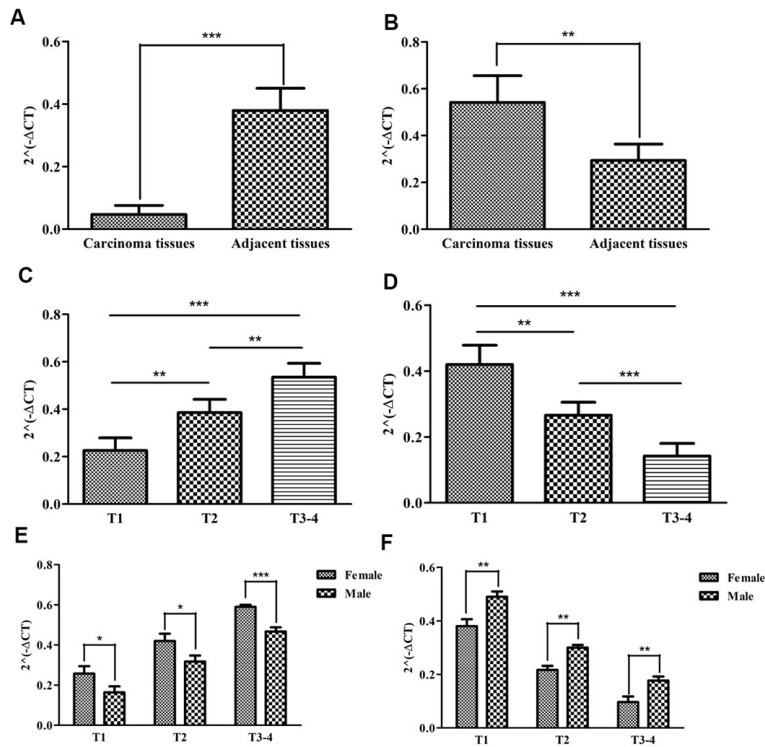 A
2^(-ΔCT)
0.6
0.4
0.2
0.0
***
Carcinoma tissues
Adjacent tissues
B
2^(-ΔCT)
0.8
0.6
0.4
0.2
0.0
**
Carcinoma tissues
Adjacent tissues
C
2^(-ΔCT)
0.8
0.6
0.4
0.2
0.0
***
**
**
T1
T2
T3-4
D
2^(-ΔCT)
0.6
0.4
0.2
0.0
***
**
***
T1
T2
T3-4
E
2^(-ΔCT)
0.8
0.6
0.4
0.2
0.0
*
*
***
Female
Male
T1
T2
T3-4
F
2^(-ΔCT)
0.6
0.4
0.2
0.0
**
**
**
Female
Male
T1
T2
T3-4